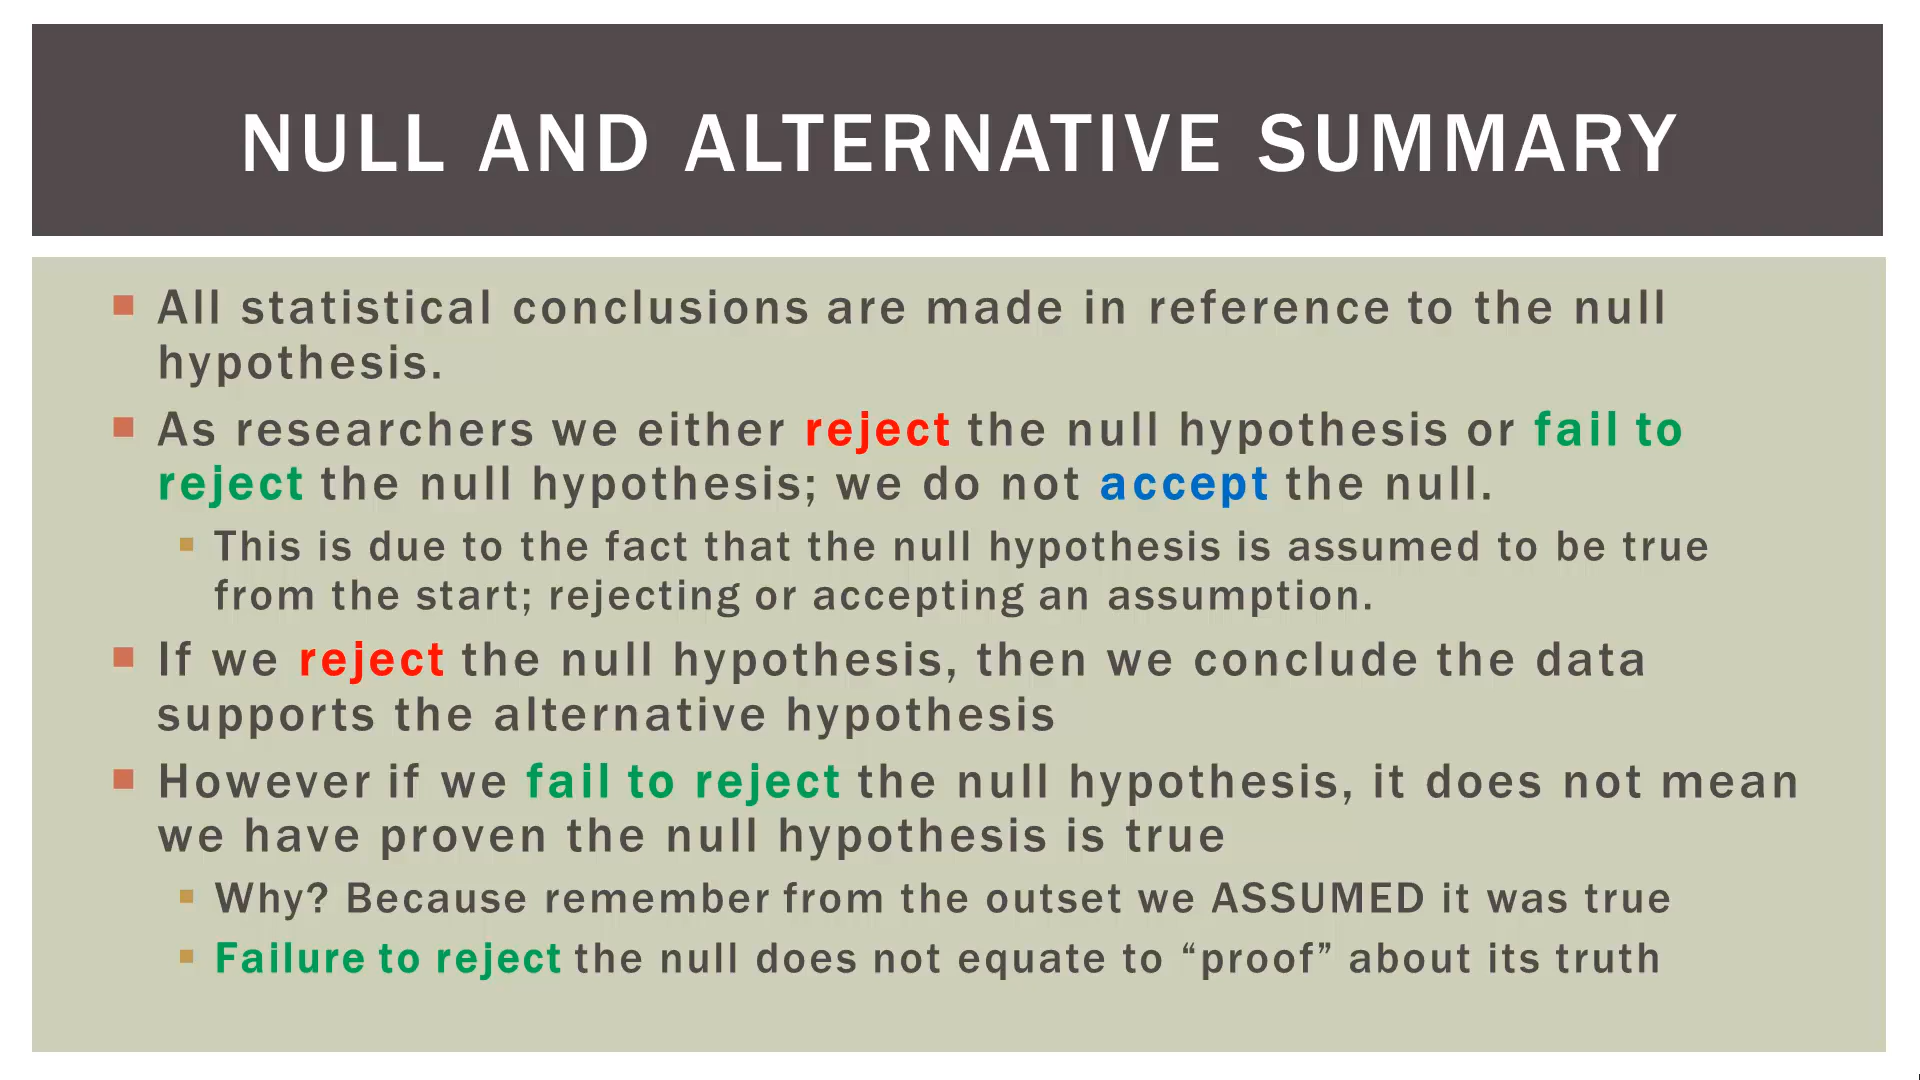 NULL AND ALTERNATIVE SUMMARY
All statistical conclusions are made in reference to the null
hypothesis.
As researchers we either reject the null hypothesis or fail to
reject the null hypothesis; we do not accept the null.
This is due to the fact that the null hypothesis is assumed to be true
from the start; rejecting or accepting an assumption.
If we reject the null hypothesis, then we conclude the data
supports the alternative hypothesis
However if we fail to reject the null hypothesis, it does not mean
we have proven the null hypothesis is true
Why? Because remember from the outset we ASSUMED it was true
Failure to reject the null does not equate to “proof” about its truth